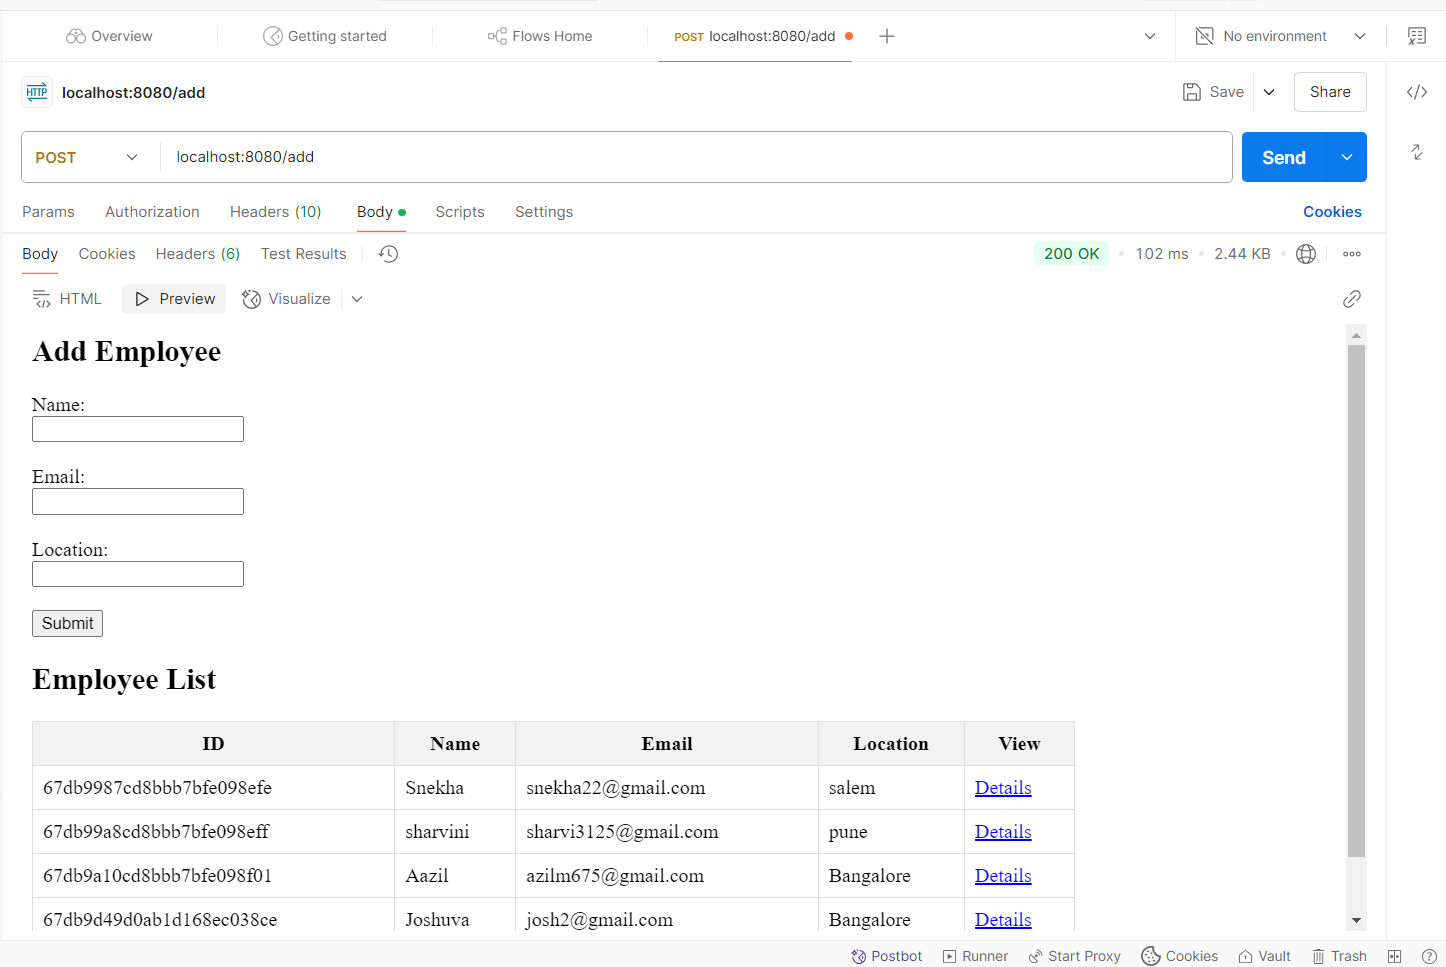 Overview Getting started Flows Home POST localhost:8080/add No environment
HTTP localhost:8080/add Save Share
POST localhost:8080/add Send
Params Authorization Headers (10) Body Scripts Settings Cookies
Body Cookies Headers (6) Test Results 200 OK 102 ms 2.44 KB
HTML Preview Visualize
Add Employee
Name:
Email:
Location:
Submit
Employee List
ID Name Email Location View
67db9987cd8bbb7bfe098efe Snekha snekha22@gmail.com salem Details
67db99a8cd8bbb7bfe098eff sharvini sharvi3125@gmail.com pune Details
67db9a10cd8bbb7bfe098f01 Aazil azilm675@gmail.com Bangalore Details
67db9d49d0ab1d168ec038ce Joshuva josh2@gmail.com Bangalore Details
Postbot Runner Start Proxy Cookies Vault Trash